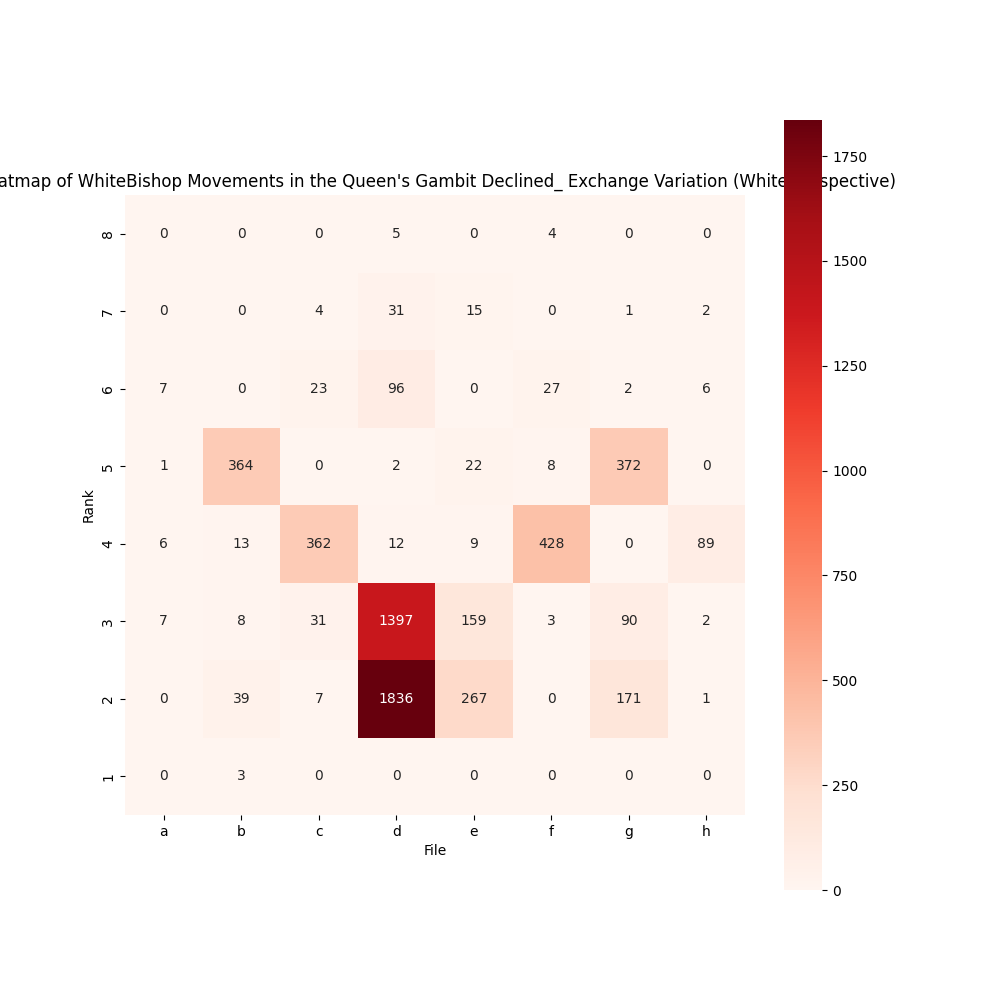 atmap of WhiteBishop Movements in the Queen's Gambit Declined_ Exchange Variation (White spective)
8 0 0 0 5 0 4 0 0
7 0 0 4 31 15 0 1 2
6 7 0 23 96 0 27 2 6
5 1 364 0 2 22 8 372 0
Rank
4 6 13 362 12 9 428 0 89
3 7 8 31 1397 159 3 90 2
2 0 39 7 1836 267 0 171 1
1 0 3 0 0 0 0 0 0
a b c d e f g h
File
1750
1500
1250
1000
750
500
250
0